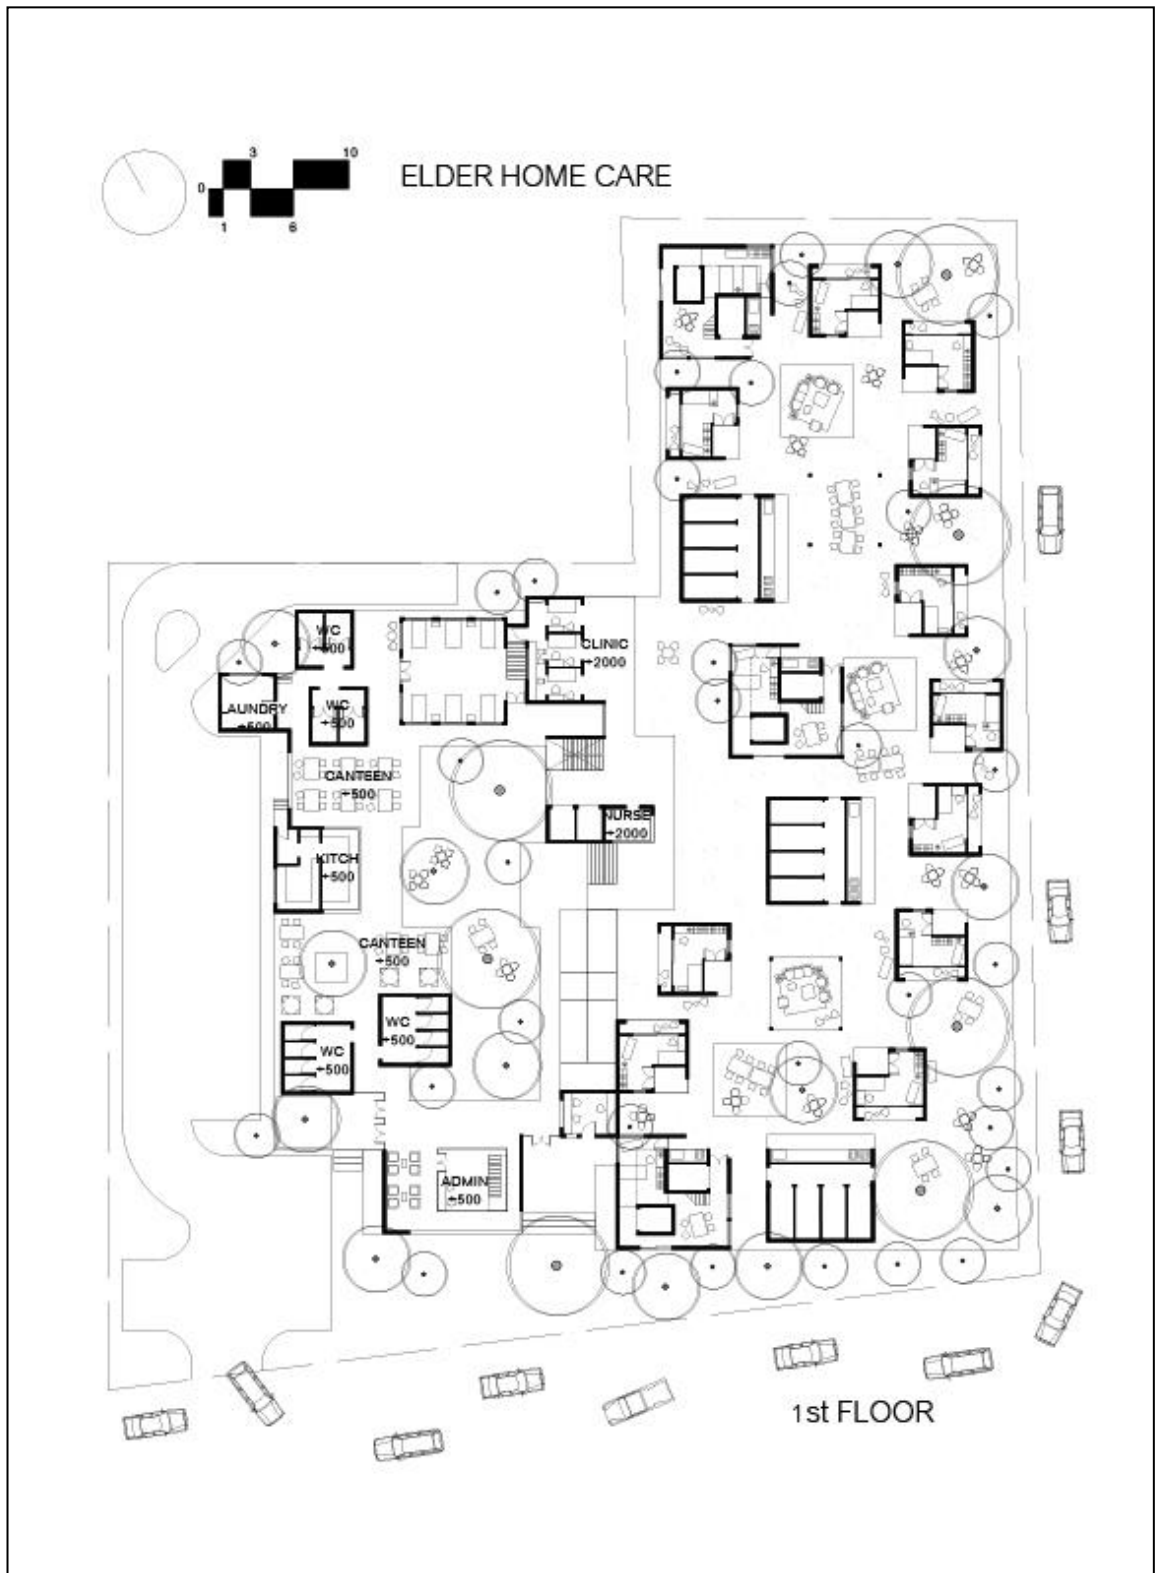 3 10
ELDER HOME CARE
0
1 6
WC
+500
CLINIC
+2000
LAUNDRY
+500
WC
+500
CANTEEN
+500
NURSE
+2000
KITCH
+500
CANTEEN
+500
WC
+500
WC
+500
ADMIN
+500
1st FLOOR